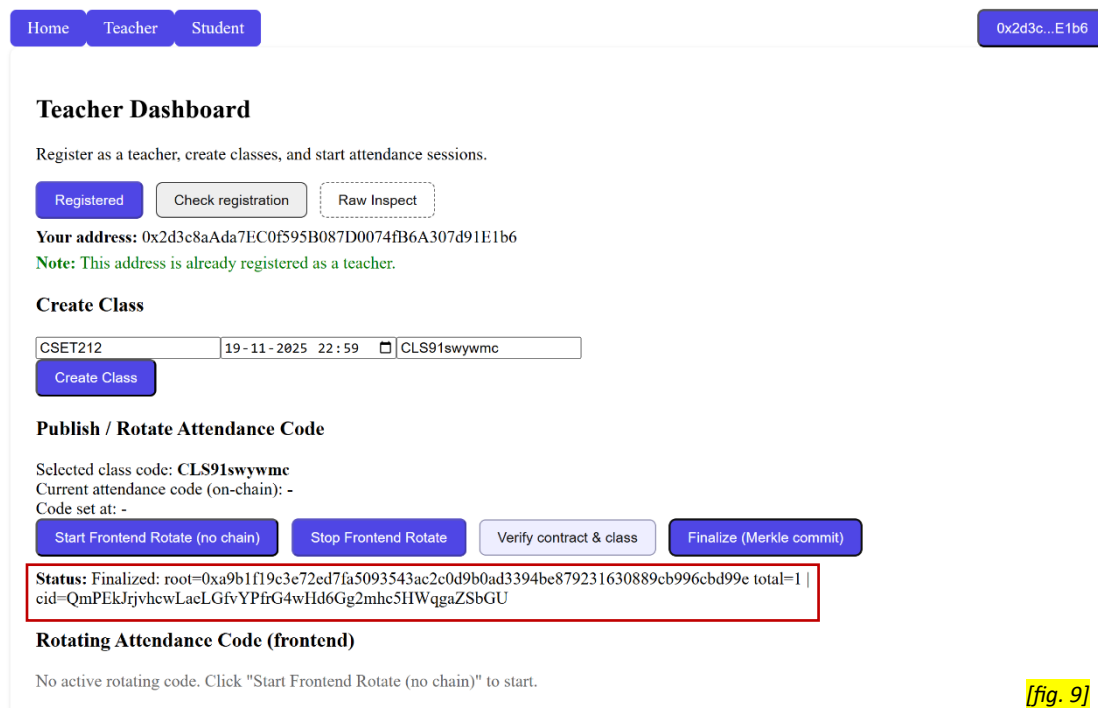 Home Teacher Student 0x2d3c...E1b6
Teacher Dashboard
Register as a teacher, create classes, and start attendance sessions.
Registered Check registration Raw Inspect
Your address: 0x2d3c8aAda7EC0f595B087D0074fB6A307d91E1b6
Note: This address is already registered as a teacher.
Create Class
CSET212 19-11-2025 22:59 CLS91swywmc
Create Class
Publish / Rotate Attendance Code
Selected class code: CLS91swywmc
Current attendance code (on-chain): -
Code set at: -
Start Frontend Rotate (no chain) Stop Frontend Rotate Verify contract & class Finalize (Merkle commit)
Status: Finalized: root=0xa9b1f19c3e72ed7fa5093543ac2c0d9b0ad3394be879231630889cb996cbd99e total=1 |
cid=QmPEkJrjvhcwLacLGfvYPfrG4wHd6Gg2mhc5HWqgaZSbGU
Rotating Attendance Code (frontend)
No active rotating code. Click "Start Frontend Rotate (no chain)" to start.
[fig. 9]